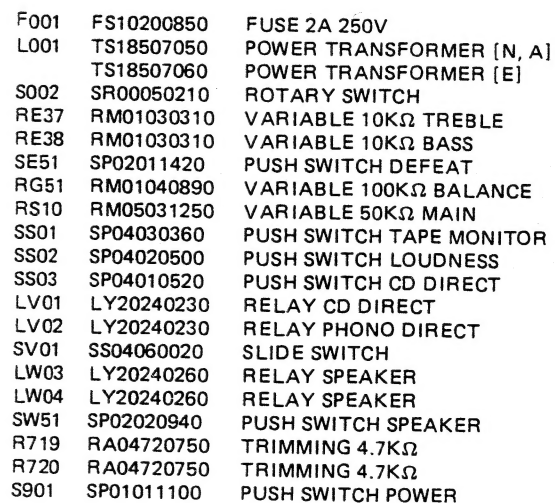 F001 FS10200850 FUSE 2A 250V
L001 TS18507050 POWER TRANSFORMER [N, A]
TS18507060 POWER TRANSFORMER [E]
S002 SR00050210 ROTARY SWITCH
RE37 RM01030310 VARIABLE 10KΩ TREBLE
RE38 RM01030310 VARIABLE 10KΩ BASS
SE51 SP02011420 PUSH SWITCH DEFEAT
RG51 RM01040890 VARIABLE 100KΩ BALANCE
RS10 RM05031250 VARIABLE 50KΩ MAIN
SS01 SP04030360 PUSH SWITCH TAPE MONITOR
SS02 SP04020500 PUSH SWITCH LOUDNESS
SS03 SP04010520 PUSH SWITCH CD DIRECT
LV01 LY20240230 RELAY CD DIRECT
LV02 LY20240230 RELAY PHONO DIRECT
SV01 SS04060020 SLIDE SWITCH
LW03 LY20240260 RELAY SPEAKER
LW04 LY20240260 RELAY SPEAKER
SW51 SP02020940 PUSH SWITCH SPEAKER
R719 RA04720750 TRIMMING 4.7KΩ
R720 RA04720750 TRIMMING 4.7KΩ
S901 SP01011100 PUSH SWITCH POWER